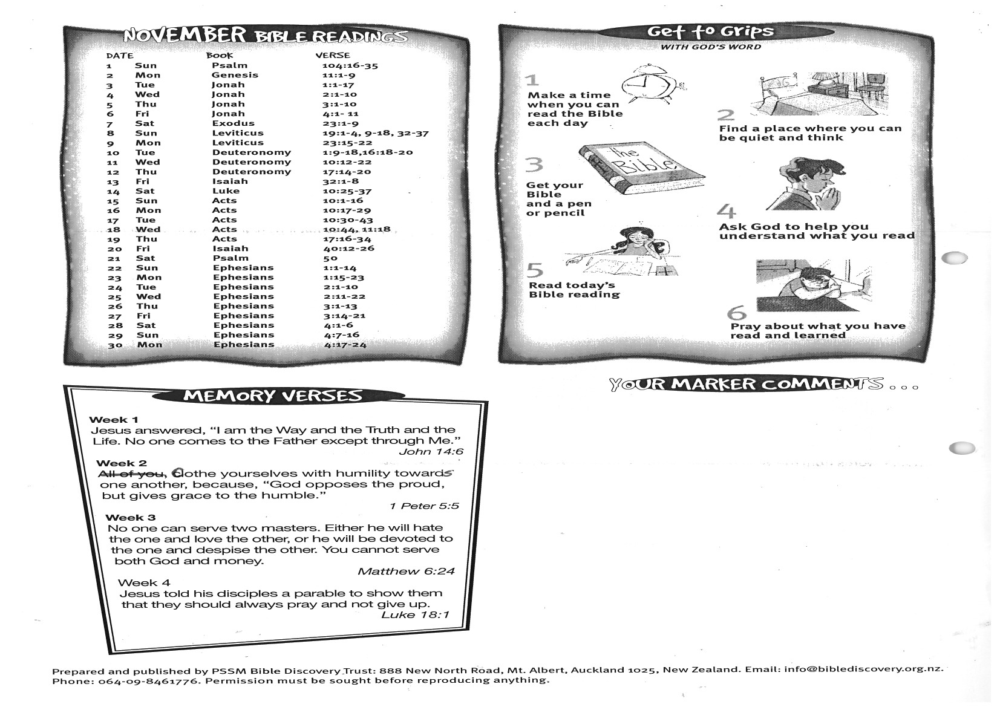 NOVEMBER BIBLE READINGS
DATE BOOK VERSE
1 Sun Psalm 104:16-35
2 Mon Genesis 11:1-9
3 Tue Jonah 1:1-17
4 Wed Jonah 2:1-10
5 Thu Jonah 3:1-10
6 Fri Jonah 4:1- 11
7 Sat Exodus 23:1-9
8 Sun Leviticus 19:1-4, 9-18, 32-37
9 Mon Leviticus 23:15-22
10 Tue Deuteronomy 1:9-18,16:18-20
11 Wed Deuteronomy 10:12-22
12 Thu Deuteronomy 17:14-20
13 Fri Isaiah 32:1-8
14 Sat Luke 10:25-37
15 Sun Acts 10:1-16
16 Mon Acts 10:17-29
17 Tue Acts 10:30-43
18 Wed Acts 10:44, 11:18
19 Thu Acts 17:16-34
20 Fri Isaiah 40:12-26
21 Sat Psalm 50
22 Sun Ephesians 1:1-14
23 Mon Ephesians 1:15-23
24 Tue Ephesians 2:1-10
25 Wed Ephesians 2:11-22
26 Thu Ephesians 3:1-13
27 Fri Ephesians 3:14-21
28 Sat Ephesians 4:1-6
29 Sun Ephesians 4:7-16
30 Mon Ephesians 4:17-24
Get to Grips
WITH GOD'S WORD
1
Make a time
when you can
read the Bible
each day
2
Find a place where you can
be quiet and think
3
the
Bible
Get your
Bible
and a pen
or pencil
4
Ask God to help you
understand what you read
5
Read today's
Bible reading
6
Pray about what you have
read and learned
MEMORY VERSES
Week 1
Jesus answered, "I am the Way and the Truth and the
Life. No one comes to the Father except through Me."
John 14:6
Week 2
All of you, Clothe yourselves with humility towards
one another, because, "God opposes the proud,
but gives grace to the humble."
1 Peter 5:5
Week 3
No one can serve two masters. Either he will hate
the one and love the other, or he will be devoted to
the one and despise the other. You cannot serve
both God and money.
Matthew 6:24
Week 4
Jesus told his disciples a parable to show them
that they should always pray and not give up.
Luke 18:1
YOUR MARKER COMMENTS . . .
Prepared and published by PSSM Bible Discovery Trust: 888 New North Road, Mt. Albert, Auckland 1025, New Zealand. Email: info@biblediscovery.org.nz.
Phone: 064-09-8461776. Permission must be sought before reproducing anything.